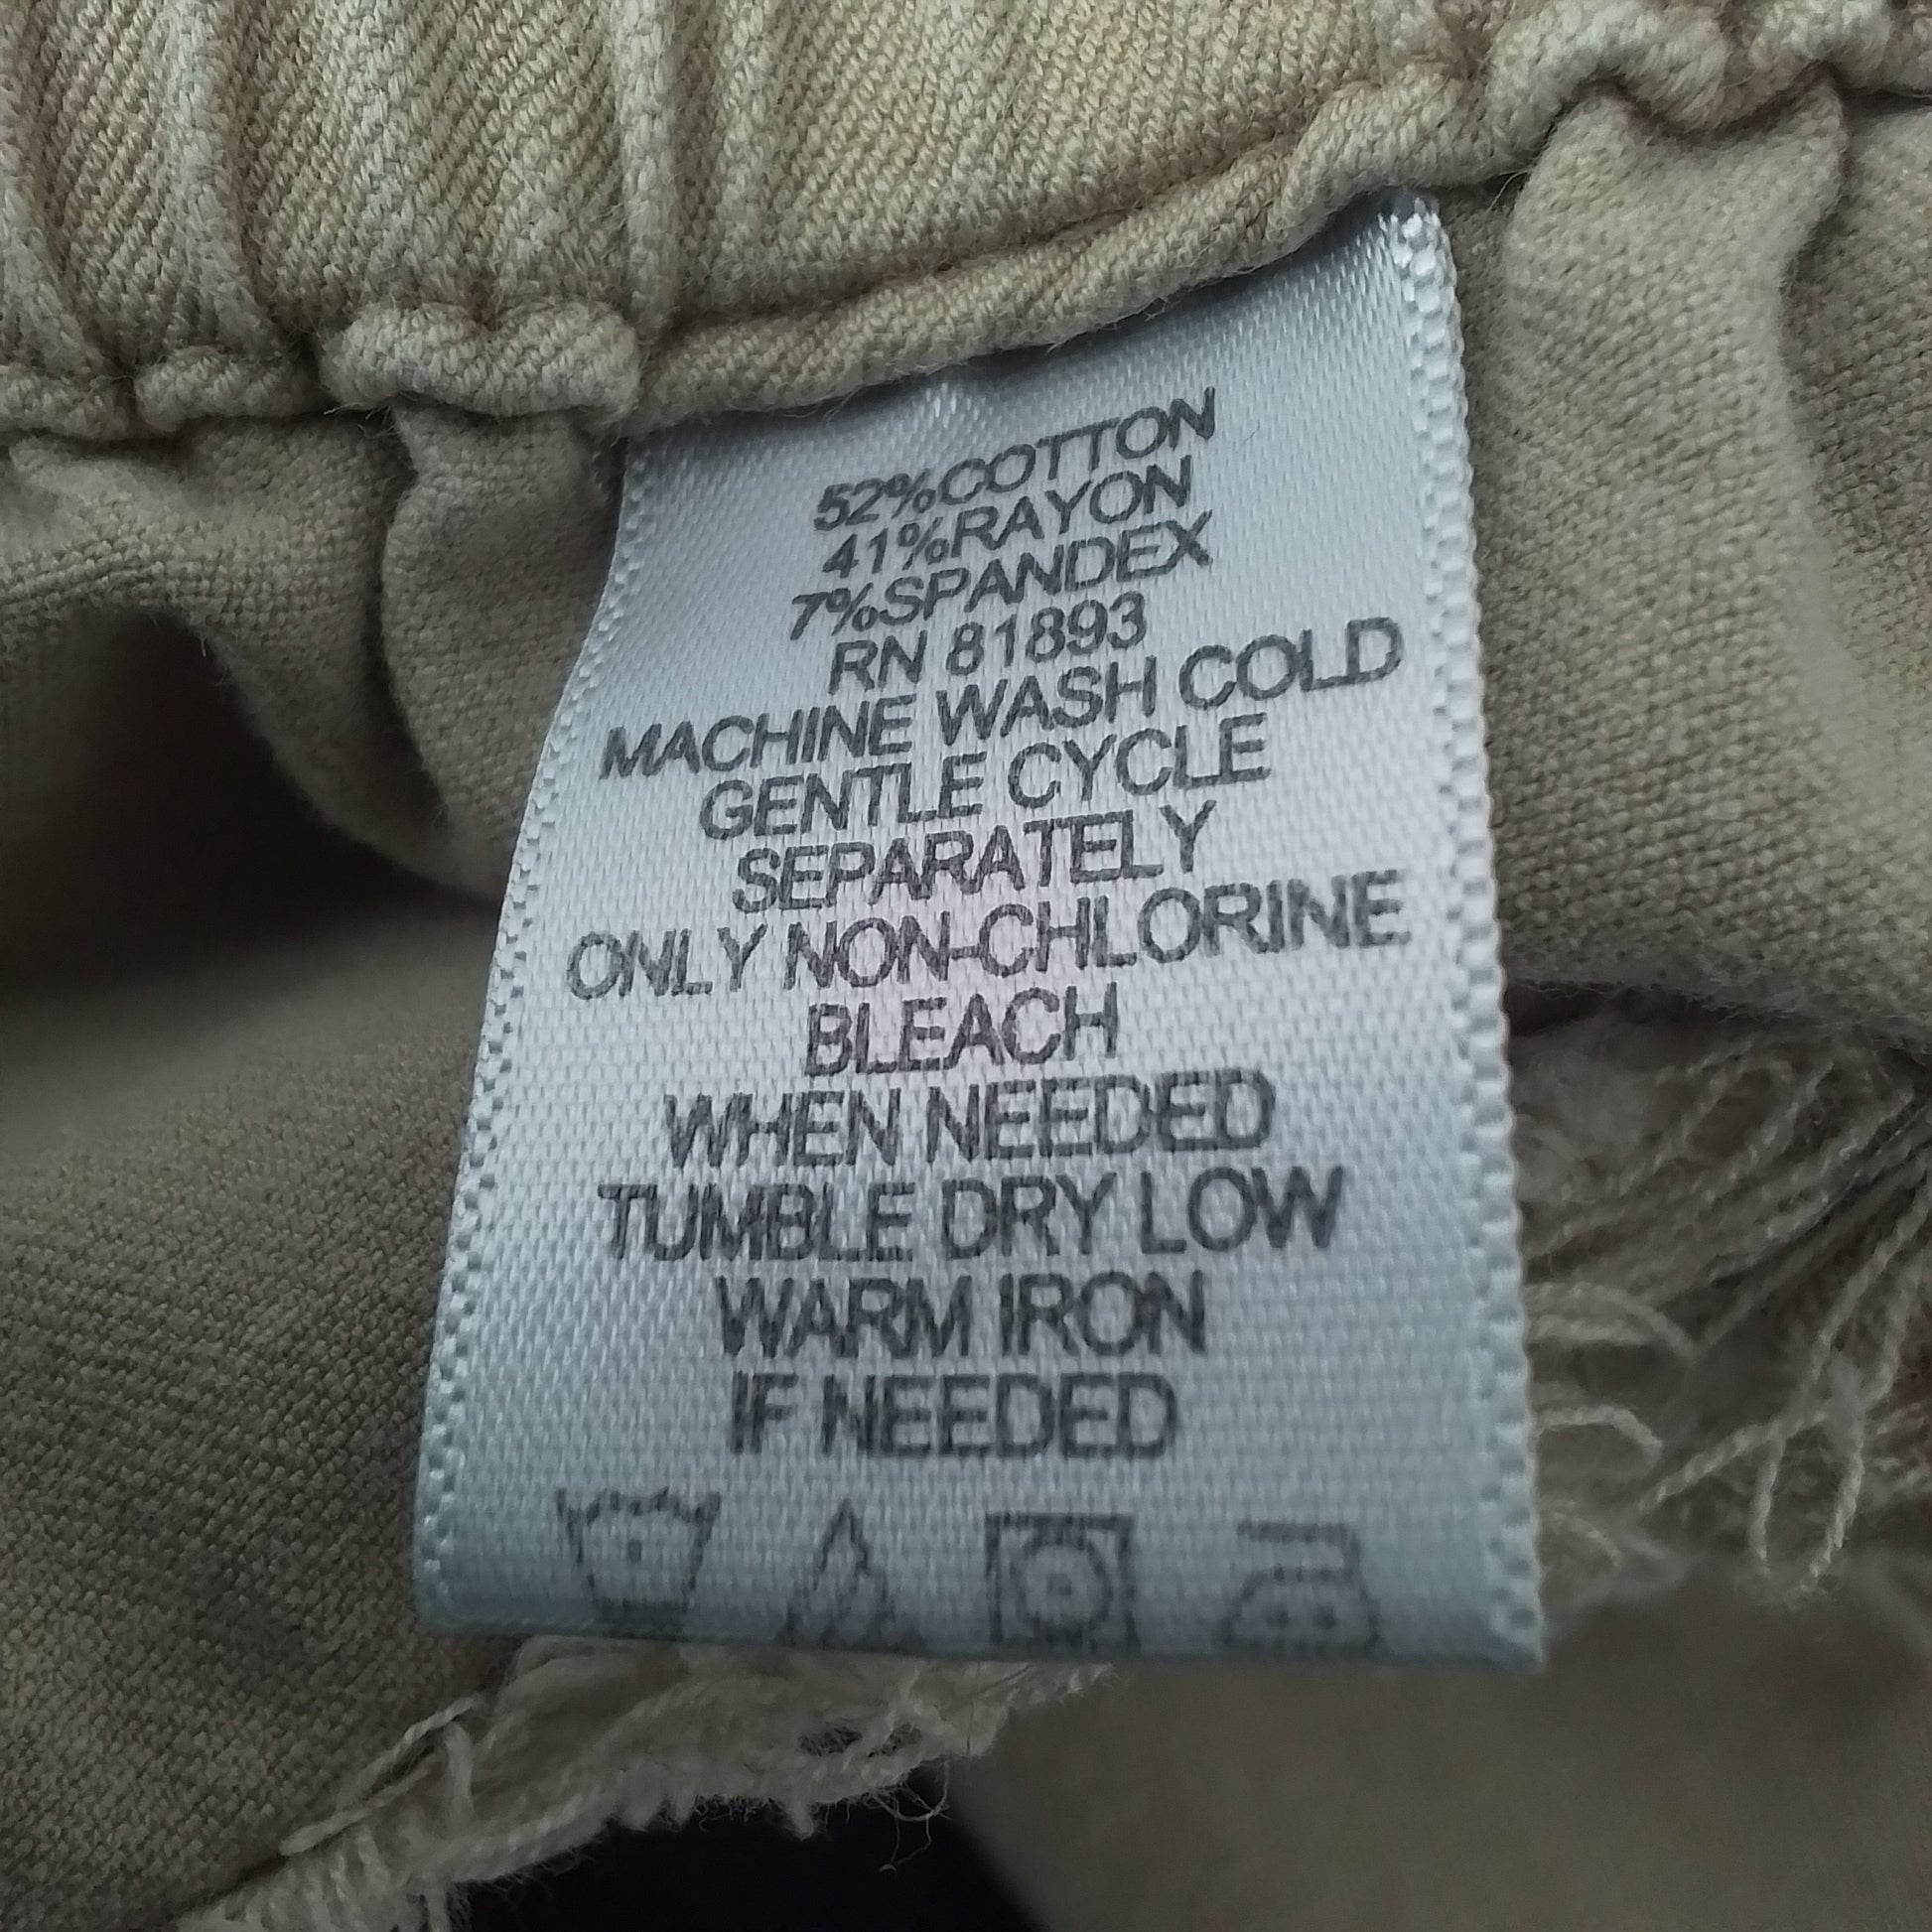 52%COTTON
41%RAYON
7%SPANDEX
RN 81893
MACHINE WASH COLD
GENTLE CYCLE
SEPARATELY
ONLY NON-CHLORINE
BLEACH
WHEN NEEDED
TUMBLE DRY LOW
WARM IRON
IF NEEDED